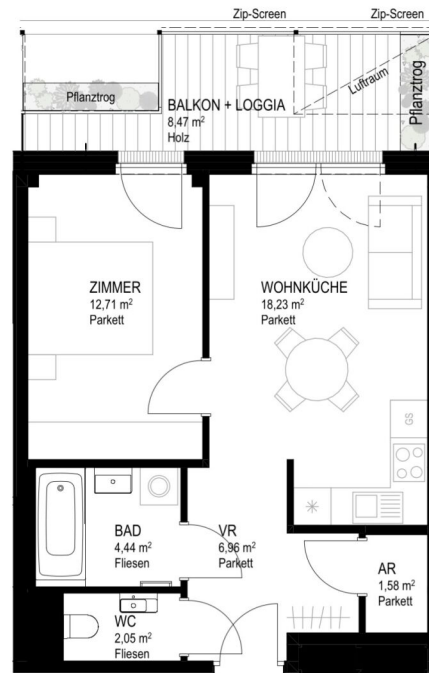 Zip-Screen
Zip-Screen
Pflanztrog
Luftraum
Pflanztrog
BALKON + LOGGIA
8,47 m²
Holz
ZIMMER
12,71 m²
Parkett
WOHNKÜCHE
18,23 m²
Parkett
GS
BAD
4,44 m²
Fliesen
VR
6,96 m²
Parkett
AR
1,58 m²
Parkett
WC
2,05 m²
Fliesen